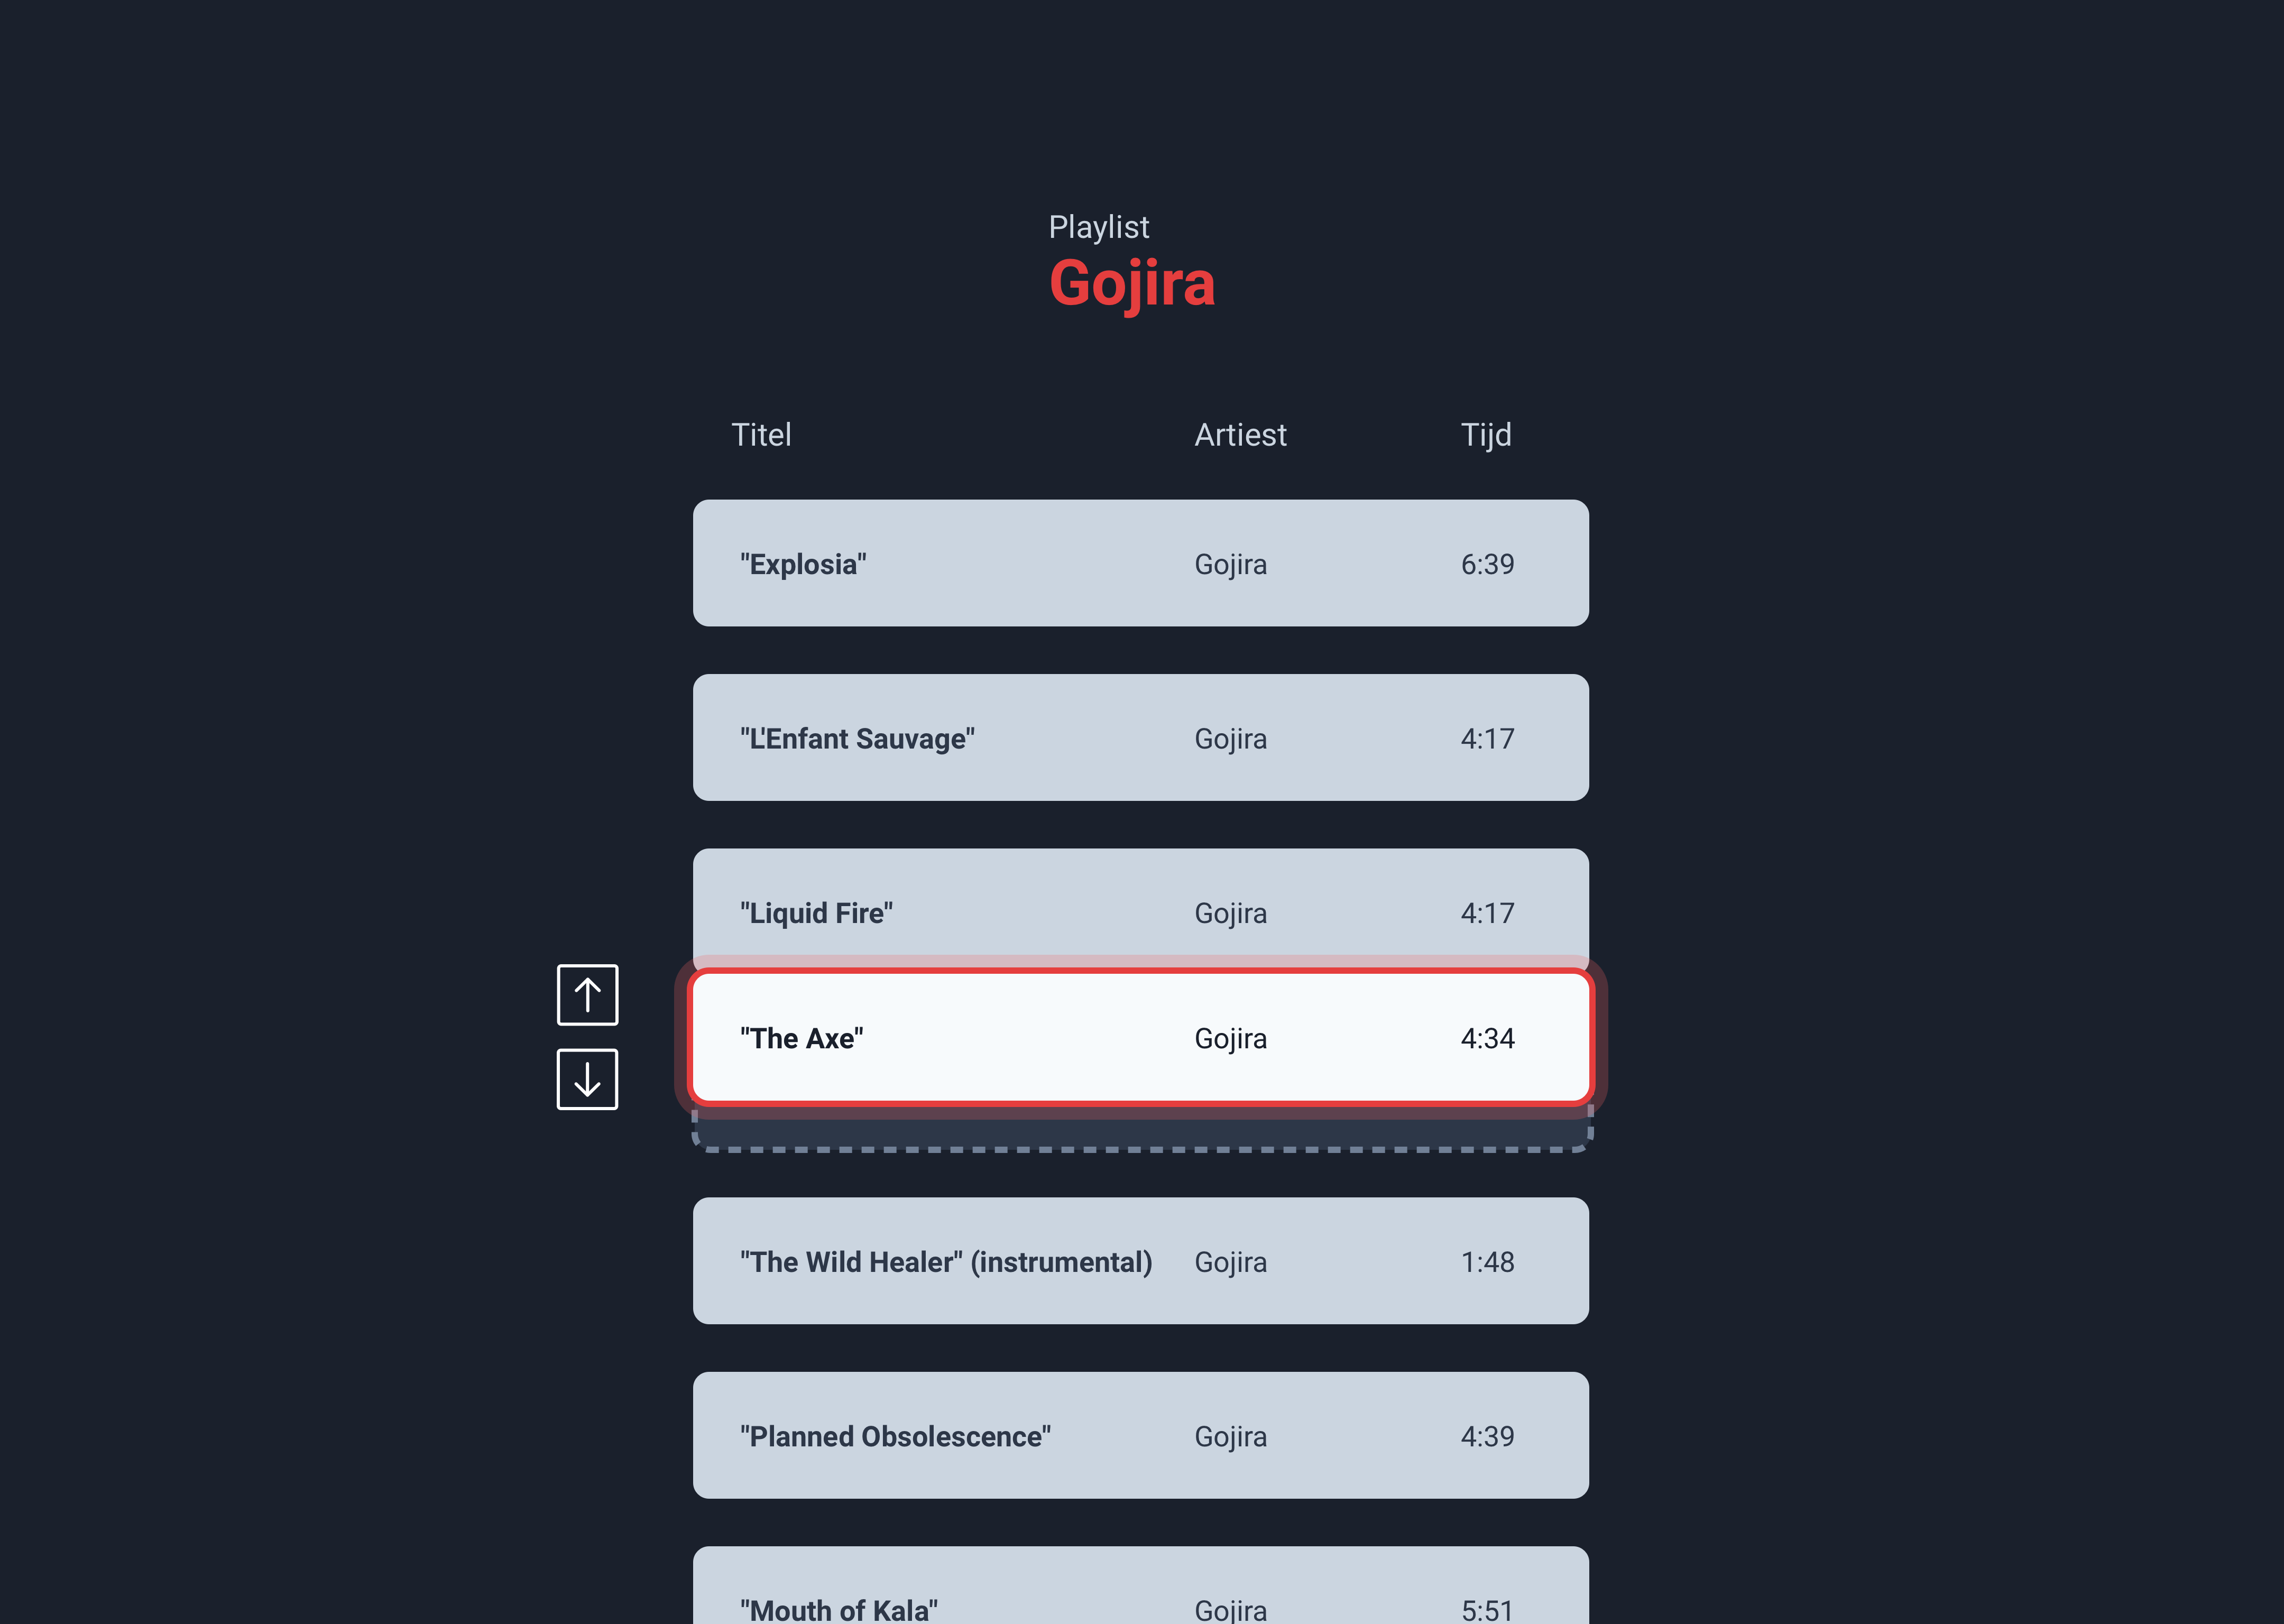 Playlist
Gojira
Titel Artiest Tijd
"Explosia" Gojira 6:39
"L'Enfant Sauvage" Gojira 4:17
"Liquid Fire" Gojira 4:17
"The Axe" Gojira 4:34
"The Wild Healer" (instrumental) Gojira 1:48
"Planned Obsolescence" Gojira 4:39
"Mouth of Kala" Gojira 5:51